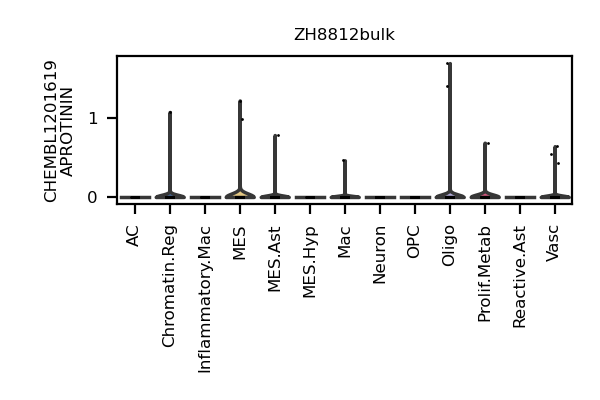 ZH8812bulk
CHEMBL1201619
APROTININ
1
0
AC
Chromatin.Reg
Inflammatory.Mac
MES
MES.Ast
MES.Hyp
Mac
Neuron
OPC
Oligo
Prolif.Metab
Reactive.Ast
Vasc